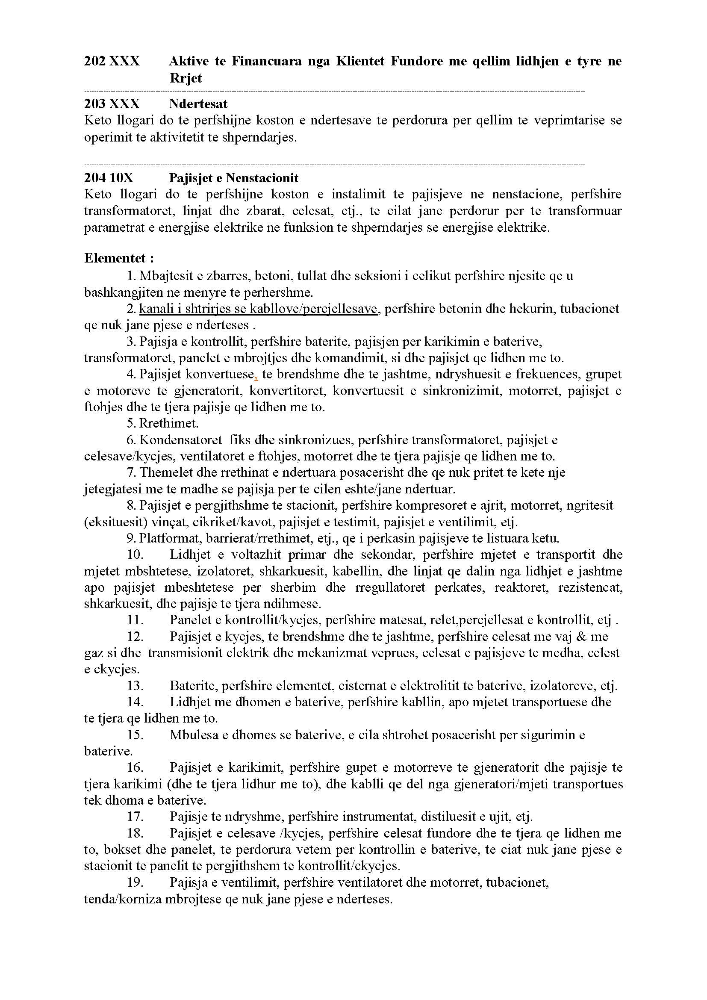 202 XXX Aktive te Financuara nga Klientet Fundore me qellim lidhjen e tyre ne
Rrjet
203 XXX Ndertesat
Keto llogari do te perfshijne koston e ndertesave te perdorura per qellim te veprimtarise se
operimit te aktivitetit te shperndarjes.
204 10X Pajisjet e Nenstacionit
Keto llogari do te perfshijne koston e instalimit te pajisjeve ne nenstacione, perfshire
transformatoret, linjat dhe zbarat, celesat, etj., te cilat jane perdorur per te transformuar
parametrat e energjise elektrike ne funksion te shperndarjes se energjise elektrike.
Elementet :
1. Mbajtesit e zbarres, betoni, tullat dhe seksioni i celikut perfshire njesite qe u
bashkangjiten ne menyre te perhershme.
2. kanali i shtrirjes se kabllove/percjellesave, perfshire betonin dhe hekurin, tubacionet
qe nuk jane pjese e nderteses .
3. Pajisja e kontrollit, perfshire baterite, pajisjen per karikimin e baterive,
transformatoret, panelet e mbrojtjes dhe komandimit, si dhe pajisjet qe lidhen me to.
4. Pajisjet konvertuese, te brendshme dhe te jashtme, ndryshuesit e frekuences, grupet
e motoreve te gjeneratorit, konvertitoret, konvertuesit e sinkronizimit, motorret, pajisjet e
ftohjes dhe te tjera pajisje qe lidhen me to.
5. Rrethimet.
6. Kondensatoret fiks dhe sinkronizues, perfshire transformatoret, pajisjet e
celesave/kycjes, ventilatoret e ftohjes, motorret dhe te tjera pajisje qe lidhen me to.
7. Themelet dhe rrethinat e ndertuara posacerisht dhe qe nuk pritet te kete nje
jetegjatesi me te madhe se pajisja per te cilen eshte/jane ndertuar.
8. Pajisjet e pergjithshme te stacionit, perfshire kompresoret e ajrit, motorret, ngritesit
(eksituesit) vinçat, cikriket/kavot, pajisjet e testimit, pajisjet e ventilimit, etj.
9. Platformat, barrierat/rrethimet, etj., qe i perkasin pajisjeve te listuara ketu.
10. Lidhjet e voltazhit primar dhe sekondar, perfshire mjetet e transportit dhe
mjetet mbshtetese, izolatoret, shkarkuesit, kabellin, dhe linjat qe dalin nga lidhjet e jashtme
apo pajisjet mbeshtetese per sherbim dhe rregullatoret perkates, reaktoret, rezistencat,
shkarkuesit, dhe pajisje te tjera ndihmese.
11. Panelet e kontrollit/kycjes, perfshire matesat, relet,percjellesat e kontrollit, etj .
12. Pajisjet e kycjes, te brendshme dhe te jashtme, perfshire celesat me vaj & me
gaz si dhe transmisionit elektrik dhe mekanizmat veprues, celesat e pajisjeve te medha, celest
e ckycjes.
13. Baterite, perfshire elementet, cisternat e elektrolitit te baterive, izolatoreve, etj.
14. Lidhjet me dhomen e baterive, perfshire kabllin, apo mjetet transportuese dhe
te tjera qe lidhen me to.
15. Mbulesa e dhomes se baterive, e cila shtrohet posacerisht per sigurimin e
baterive.
16. Pajisjet e karikimit, perfshire gupet e motorreve te gjeneratorit dhe pajisje te
tjera karikimi (dhe te tjera lidhur me to), dhe kablli qe del nga gjeneratori/mjeti transportues
tek dhoma e baterive.
17. Pajisje te ndryshme, perfshire instrumentat, distiluesit e ujit, etj.
18. Pajisjet e celesave /kycjes, perfshire celesat fundore dhe te tjera qe lidhen me
to, bokset dhe panelet, te perdorura vetem per kontrollin e baterive, te ciat nuk jane pjese e
stacionit te panelit te pergjithshem te kontrollit/ckycjes.
19. Pajisja e ventilimit, perfshire ventilatoret dhe motorret, tubacionet,
tenda/korniza mbrojtese qe nuk jane pjese e nderteses.